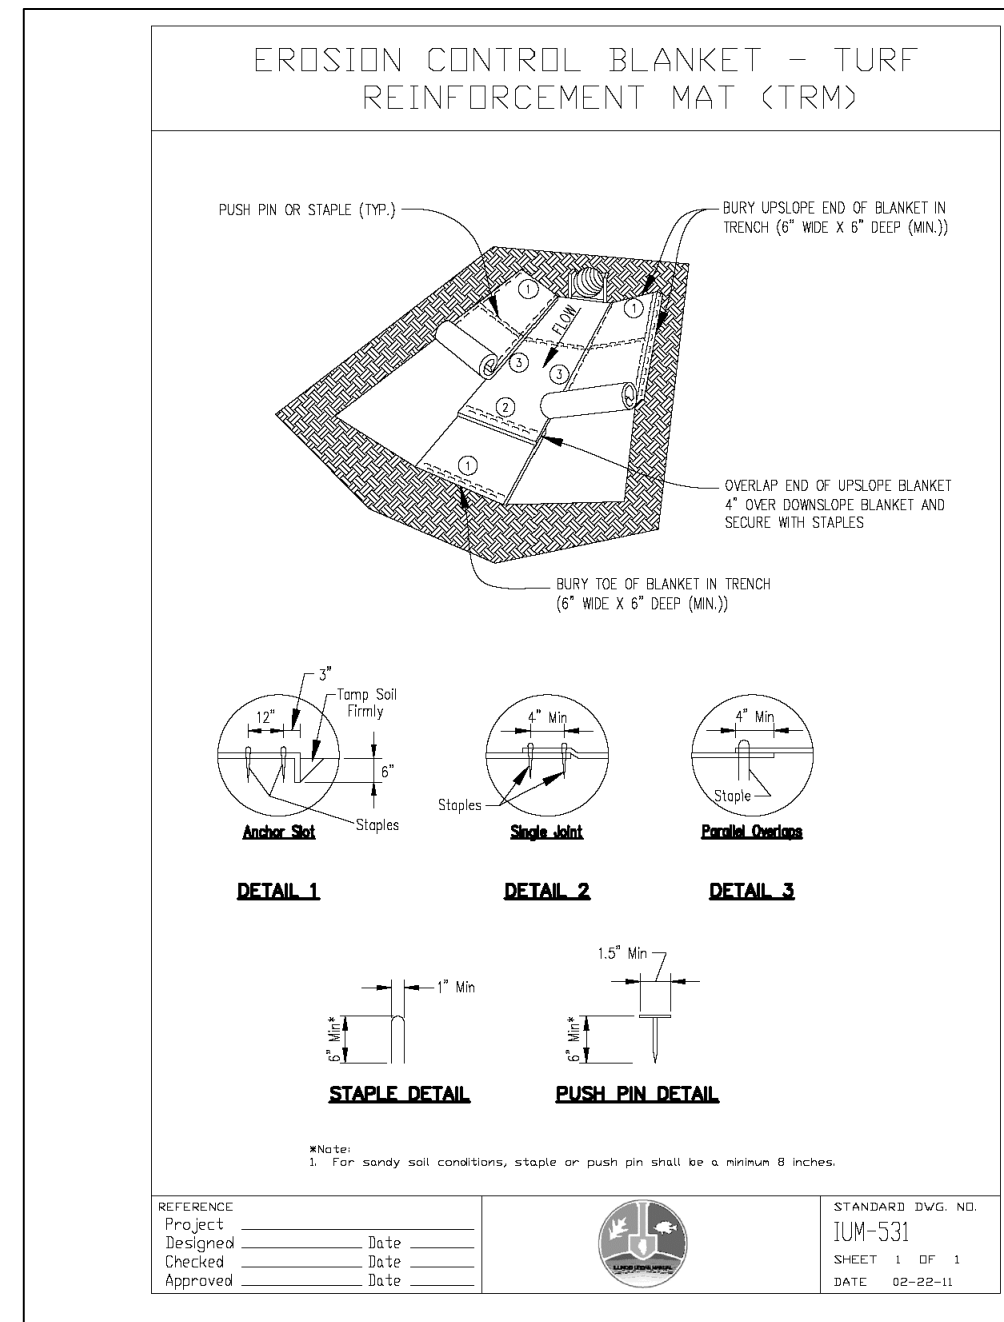 EROSION CONTROL BLANKET - TURF
REINFORCEMENT MAT (TRM)
PUSH PIN OR STAPLE (TYP.)
BURY UPSLOPE END OF BLANKET IN
TRENCH (6" WIDE X 6" DEEP (MIN.))
1
1
FLOW
3
3
2
1
OVERLAP END OF UPSLOPE BLANKET
4" OVER DOWNSLOPE BLANKET AND
SECURE WITH STAPLES
BURY TOE OF BLANKET IN TRENCH
(6" WIDE X 6" DEEP (MIN.))
3"
Tamp Soil
Firmly
12"
6"
Staples
Anchor Slot
DETAIL 1
4" Min
Staples
Single Joint
DETAIL 2
4" Min
Staple
Parallel Overlaps
DETAIL 3
1" Min
6" Min*
STAPLE DETAIL
1.5" Min
6" Min*
PUSH PIN DETAIL
*Note:
1. For sandy soil conditions, staple or push pin shall be a minimum 8 inches.
REFERENCE
Project
Designed Date
Checked Date
Approved Date
ILLINOIS URBAN MANUAL
STANDARD DWG. NO.
IUM-531
SHEET 1 OF 1
DATE 02-22-11